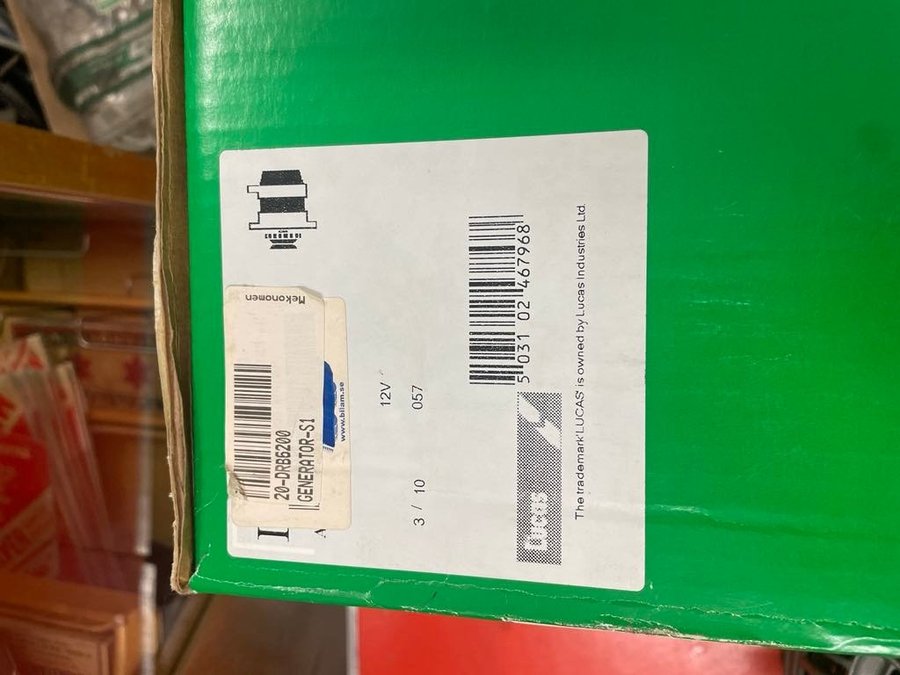 Mekonomen
20-DRB6200
GENERATOR-S1
www.bilam.se
12V
3 / 10 057
5 031 02 467968
Lucas
The trademark 'LUCAS' is owned by Lucas Industries Ltd.